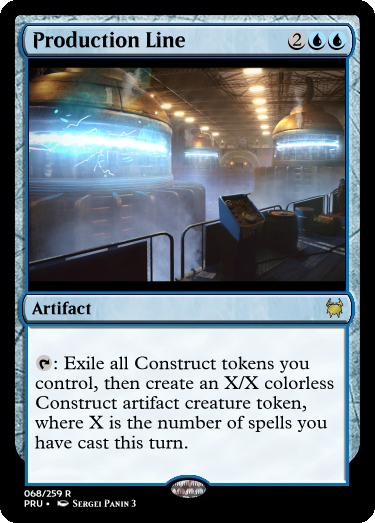 Production Line 2
Artifact
: Exile all Construct tokens you
control, then create an X/X colorless
Construct artifact creature token,
where X is the number of spells you
have cast this turn.
068/259 R
PRU • Sergei Panin 3